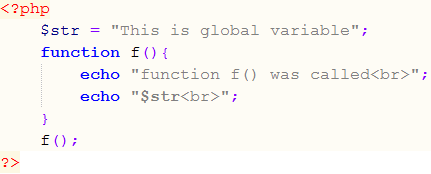 <?php
$str = "This is global variable";
function f(){
echo "function f() was called<br>";
echo "$str<br>";
}
f();
?>